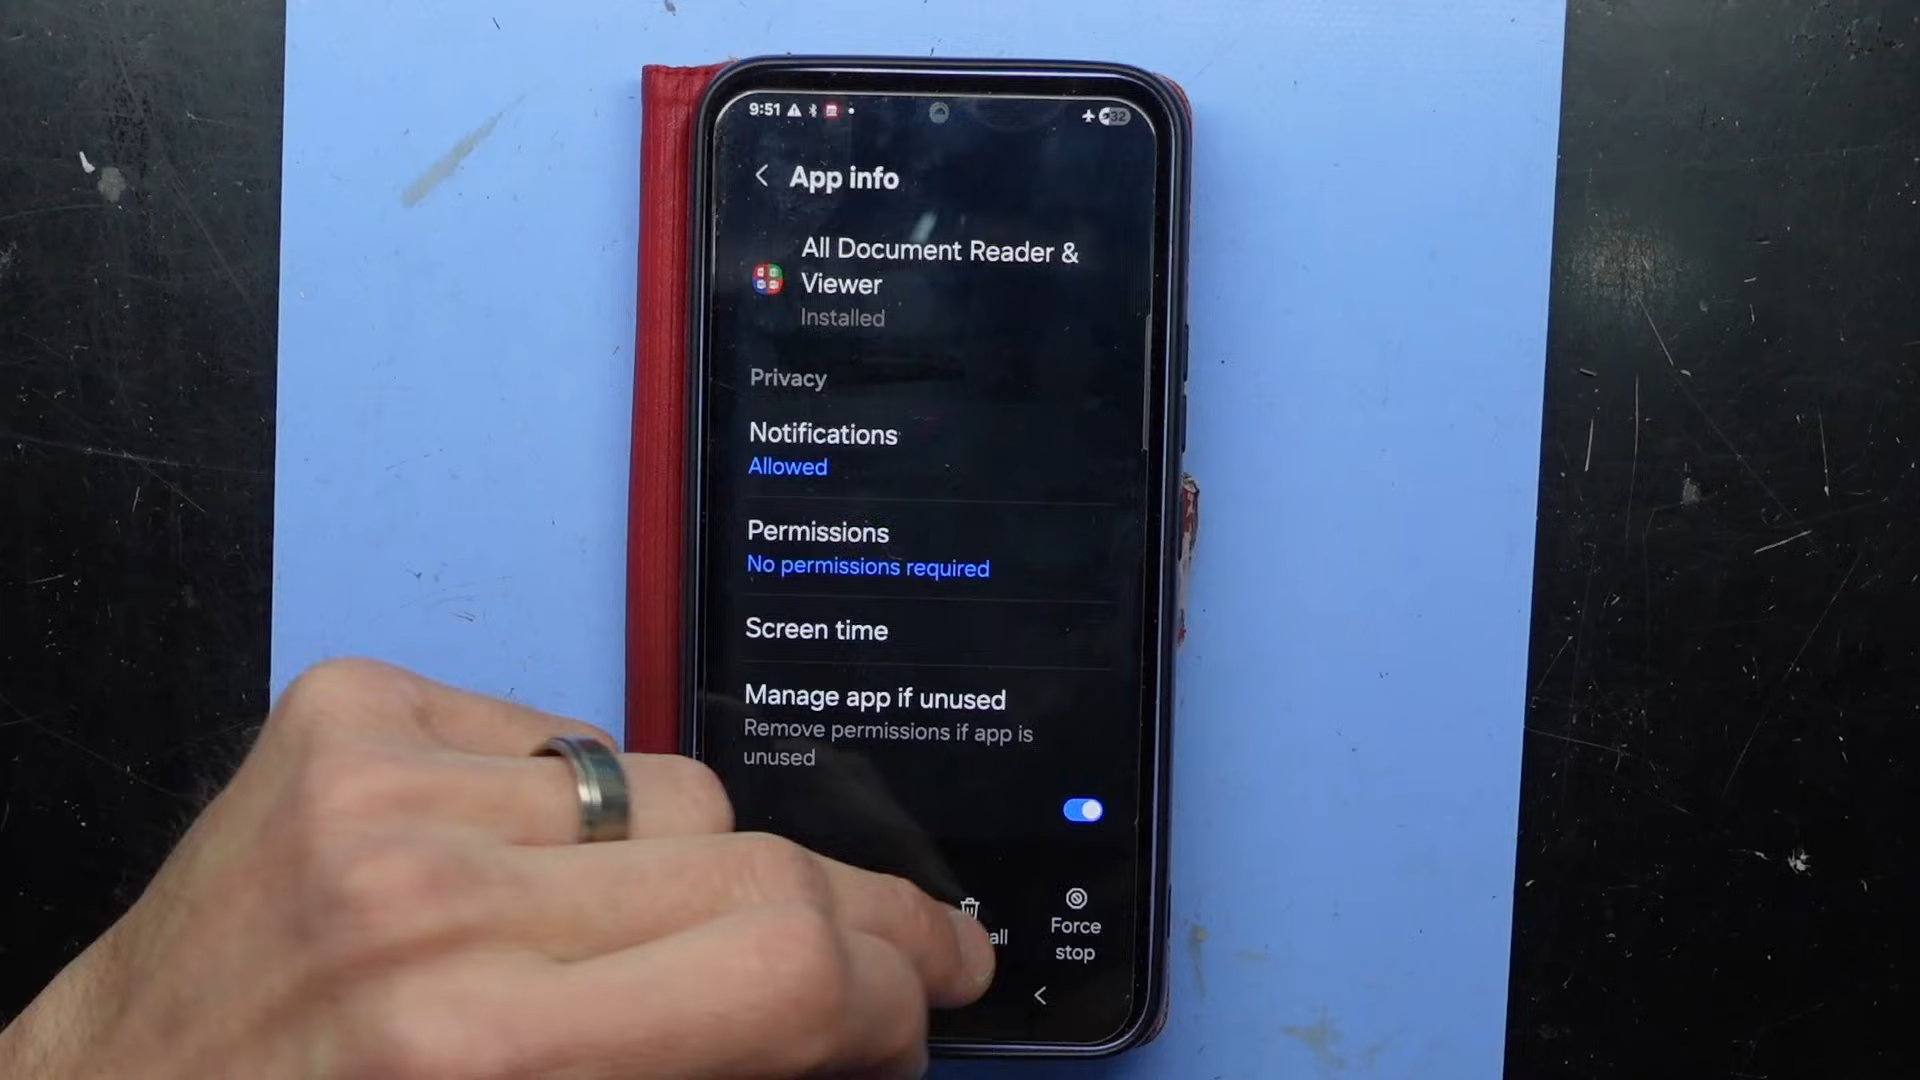 9:51
32
App info
All Document Reader &
Viewer
Installed
Privacy
Notifications
Allowed
Permissions
No permissions required
Screen time
Manage app if unused
Remove permissions if app is
unused
all
Force
stop